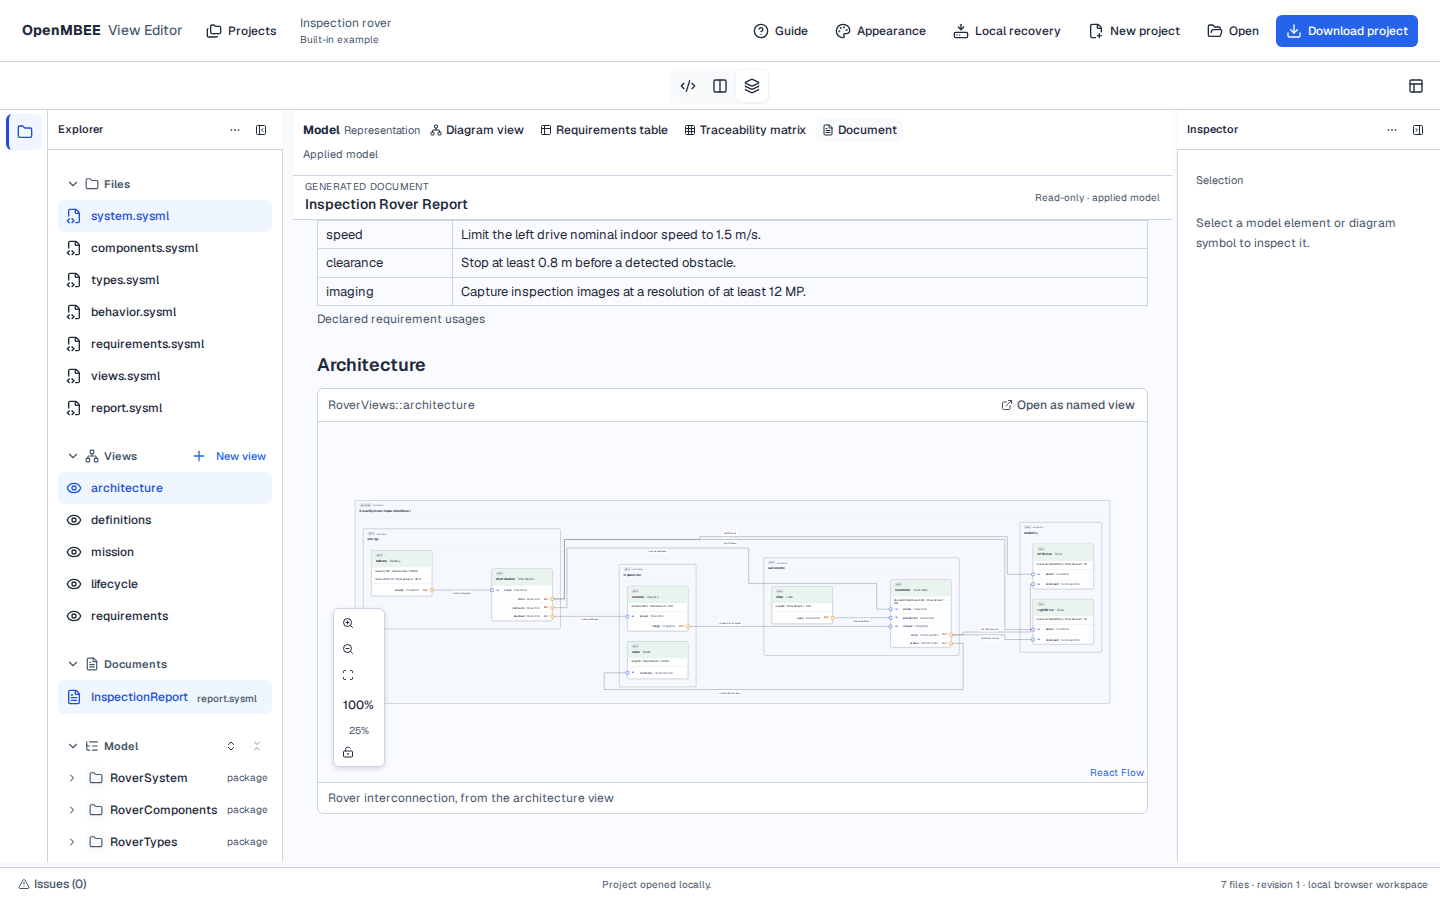 OpenMBEE View Editor
Projects
Inspection rover
Built-in example
Guide
Appearance
Local recovery
New project
Open
Download project
Explorer
Files
system.sysml
components.sysml
types.sysml
behavior.sysml
requirements.sysml
views.sysml
report.sysml
Views
New view
architecture
definitions
mission
lifecycle
requirements
Documents
InspectionReport report.sysml
Model
RoverSystem package
RoverComponents package
RoverTypes package
Model Representation
Diagram view
Requirements table
Traceability matrix
Document
Applied model
GENERATED DOCUMENT
Inspection Rover Report
Read-only · applied model
speed Limit the left drive nominal indoor speed to 1.5 m/s.
clearance Stop at least 0.8 m before a detected obstacle.
imaging Capture inspection images at a resolution of at least 12 MP.
Declared requirement usages
Architecture
RoverViews::architecture
Open as named view
100%
25%
React Flow
Rover interconnection, from the architecture view
Inspector
Selection
Select a model element or diagram
symbol to inspect it.
Issues (0)
Project opened locally.
7 files · revision 1 · local browser workspace